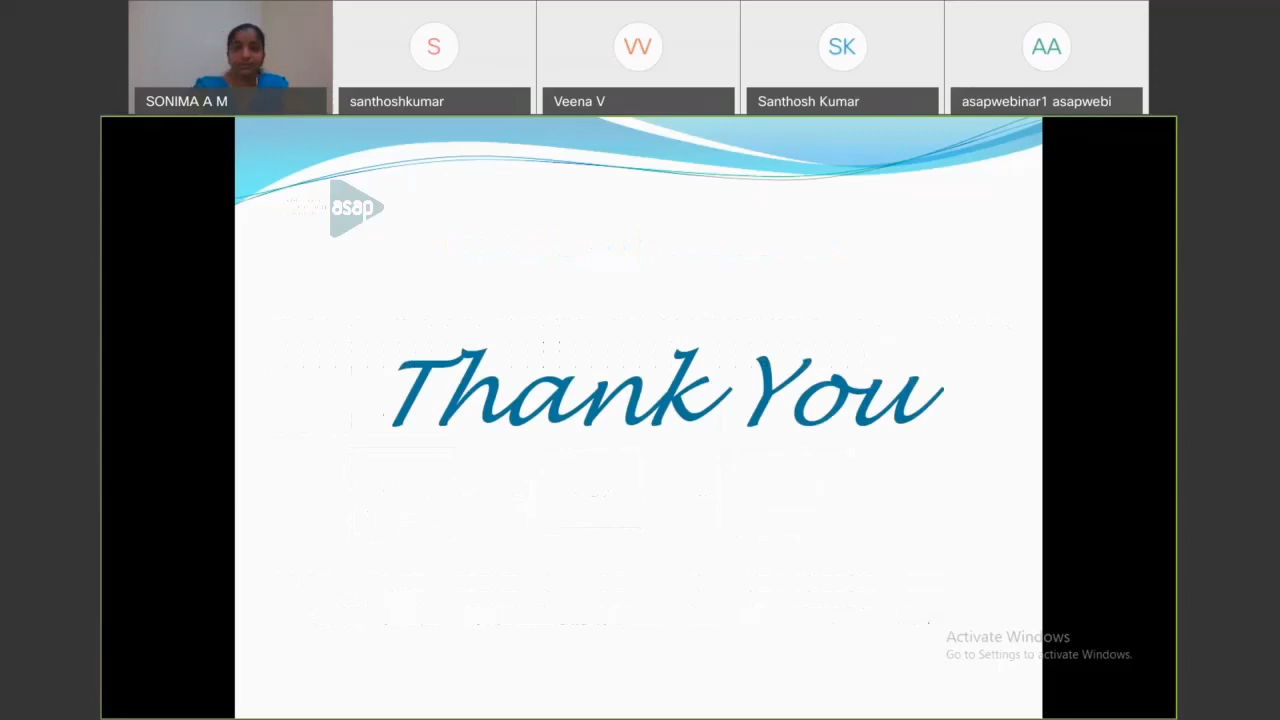 S
VV
SK
AA
SONIMA A M
santhoshkumar
Veena V
Santhosh Kumar
asapwebinar1 asapwebi
asap
Thank You
Activate Windows
Go to Settings to activate Windows.